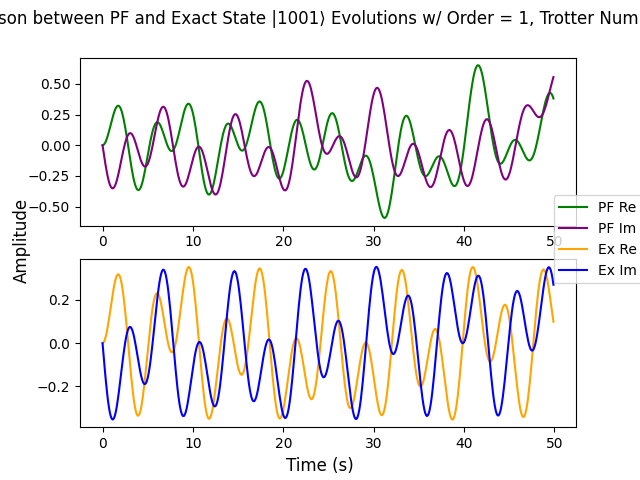 son between PF and Exact State |1001⟩ Evolutions w/ Order = 1, Trotter Num
0.50
0.25
0.00
−0.25
−0.50
0 10 20 30 40 50
PF Re
PF Im
Ex Re
Ex Im
Amplitude
0.2
0.0
−0.2
0 10 20 30 40 50
Time (s)